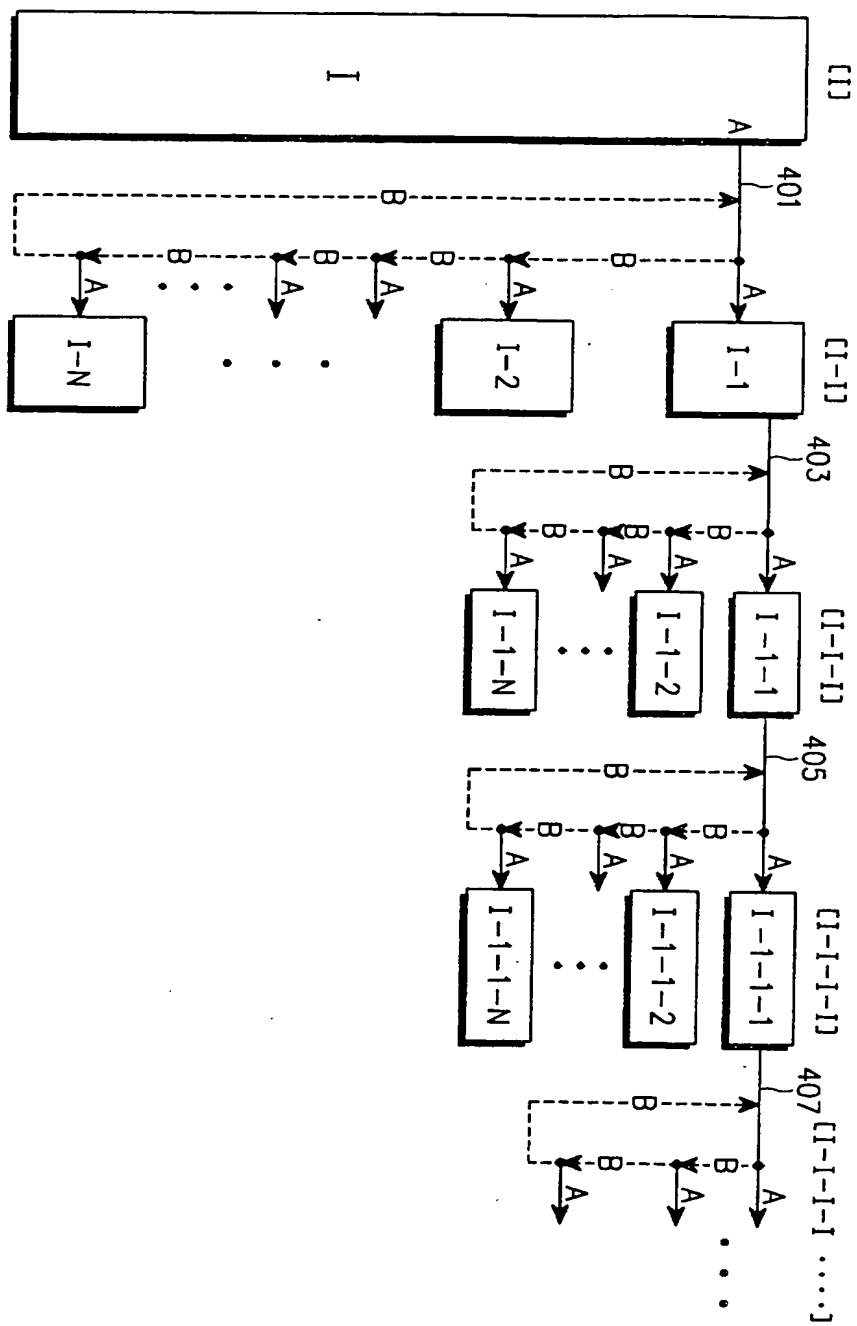 [I]
I
A
401
B
B
B
B
B
A
A
A
A
A
[I-I]
I-1
I-2
I-N
403
B
B
B
B
A
A
A
A
[I-I-I]
I-1-1
I-1-2
I-1-N
405
B
B
B
B
A
A
A
A
[I-I-I-I]
I-1-1-1
I-1-1-2
I-1-1-N
407
B
B
B
A
A
A
[I-I-I-I ....]